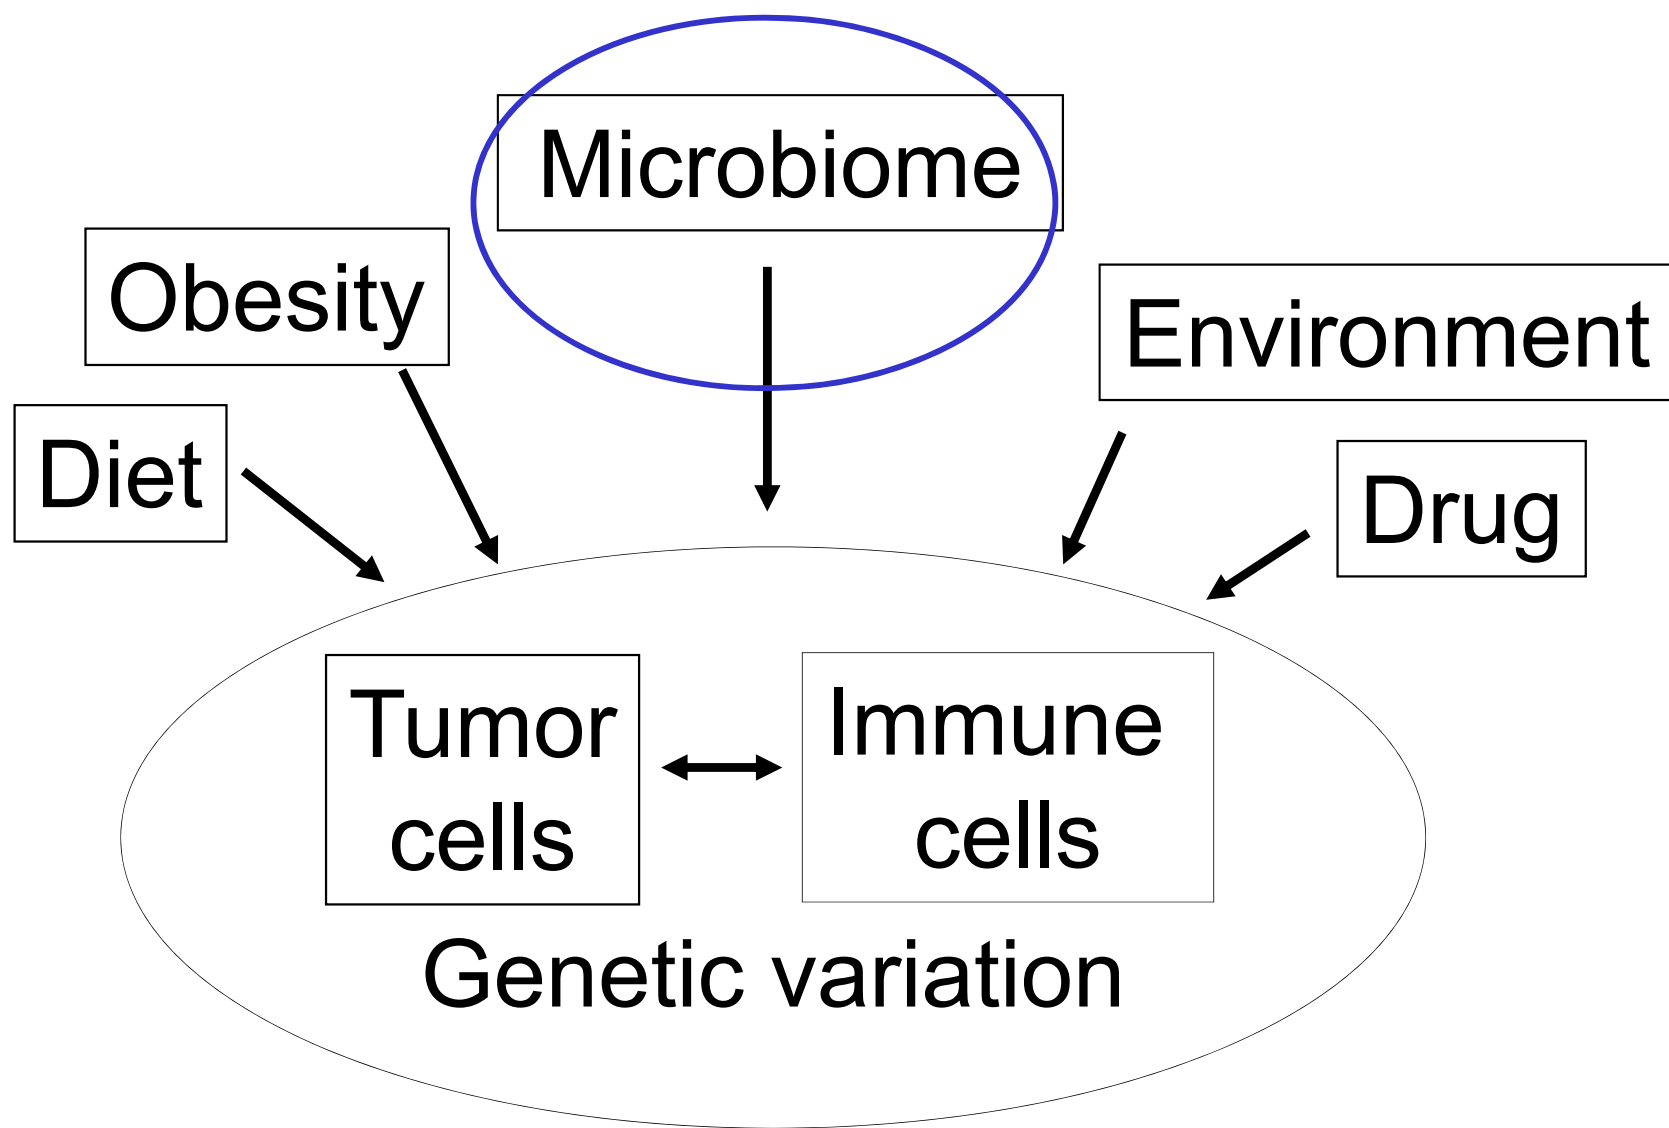 Microbiome
Obesity
Environment
Diet
Drug
Tumor
cells
Immune
cells
Genetic variation